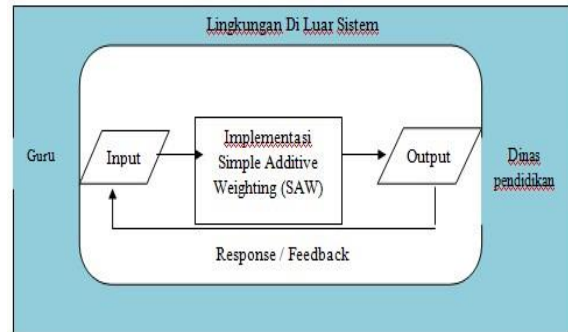 Lingkungan Di Luar Sistem
Guru
Input
Implementasi
Simple Additive
Weighting (SAW)
Output
Dinas
pendidikan
Response / Feedback